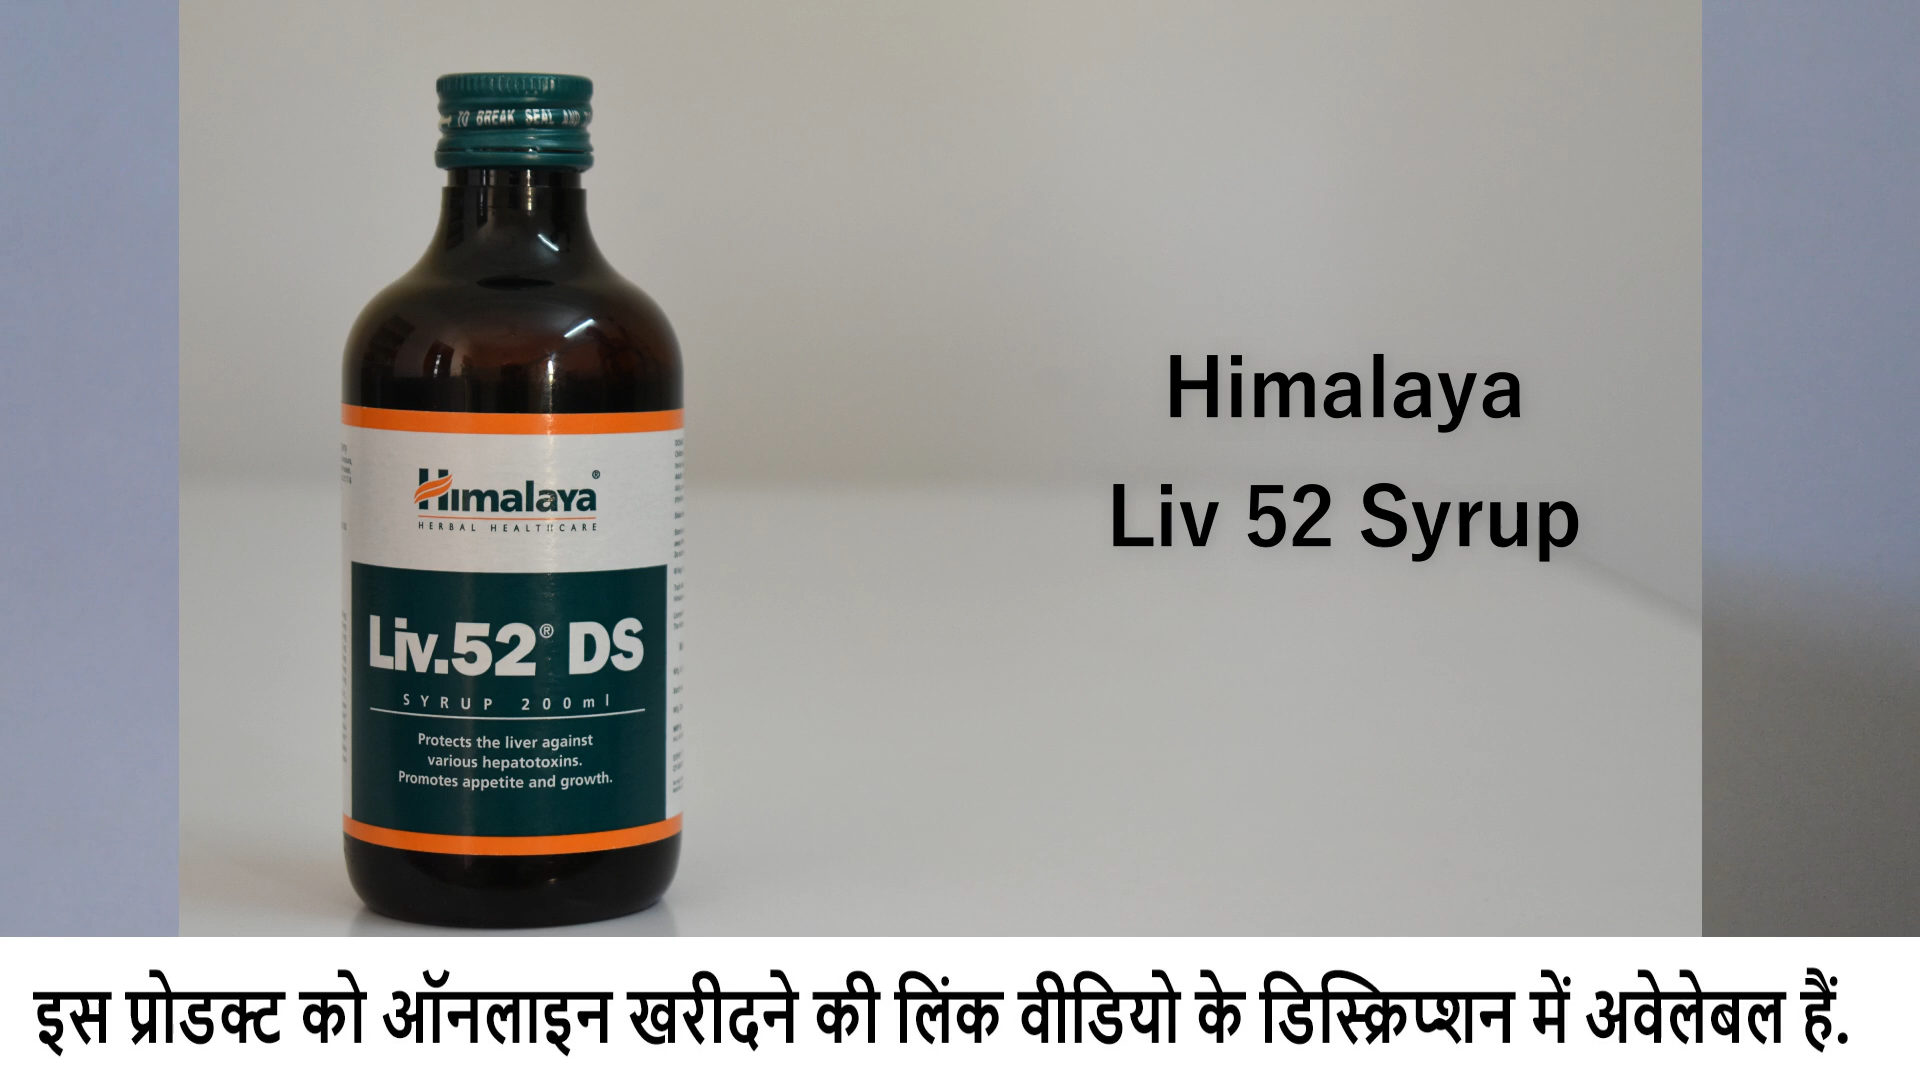 TO BREAK SEAL AND
Himalaya®
HERBAL HEALTHCARE
Liv.52® DS
SYRUP 200ml
Protects the liver against
various hepatotoxins.
Promotes appetite and growth.
Himalaya
Liv 52 Syrup
इस प्रोडक्ट को ऑनलाइन खरीदने की लिंक वीडियो के डिस्क्रिप्शन में अवेलेबल हैं.